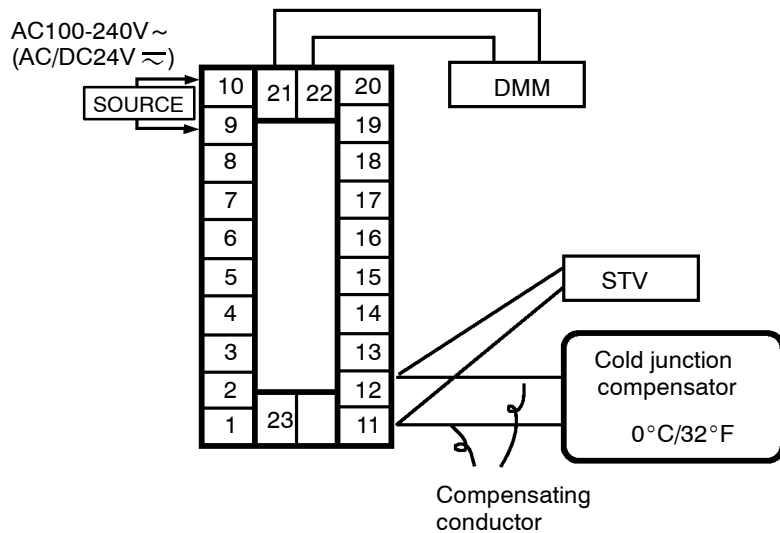 AC100-240V ~
(AC/DC24V ⎓∼)
SOURCE
10
9
8
7
6
5
4
3
2
1
21
22
23
20
19
18
17
16
15
14
13
12
11
DMM
STV
Cold junction
compensator
0°C/32°F
Compensating
conductor